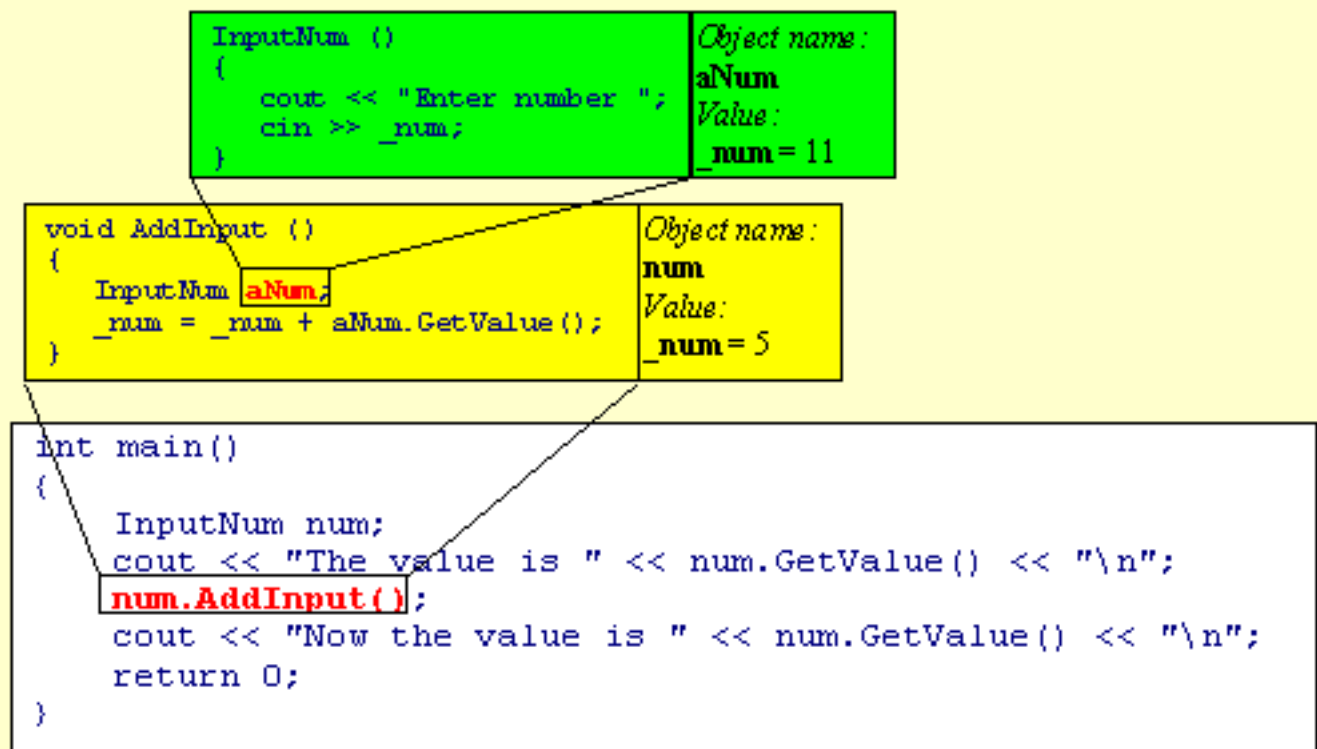 InputNum ()
{
cout << "Enter number ";
cin >> _num;
}
Object name:
aNum
Value:
_num = 11
void AddInput ()
{
InputNum aNum;
_num = _num + aNum.GetValue();
}
Object name:
num
Value:
_num = 5
int main()
{
InputNum num;
cout << "The value is " << num.GetValue() << "\n";
num.AddInput();
cout << "Now the value is " << num.GetValue() << "\n";
return 0;
}